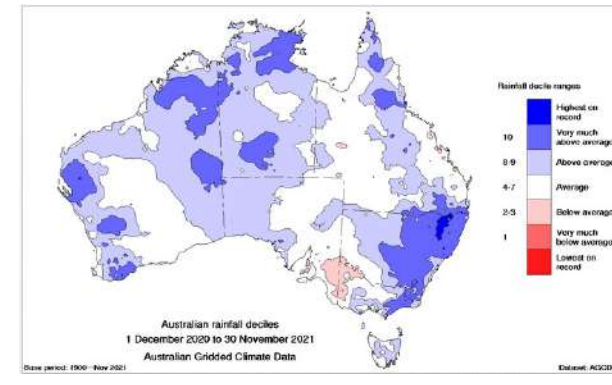 Rainfall decile ranges
Highest on
record
10
Very much
above average
8-9
Above average
4-7
Average
2-3
Below average
1
Very much
below average
Lowest on
record
Australian rainfall deciles
1 December 2020 to 30 November 2021
Australian Gridded Climate Data
Base period: 1900-Nov 2021
Dataset: AGCD